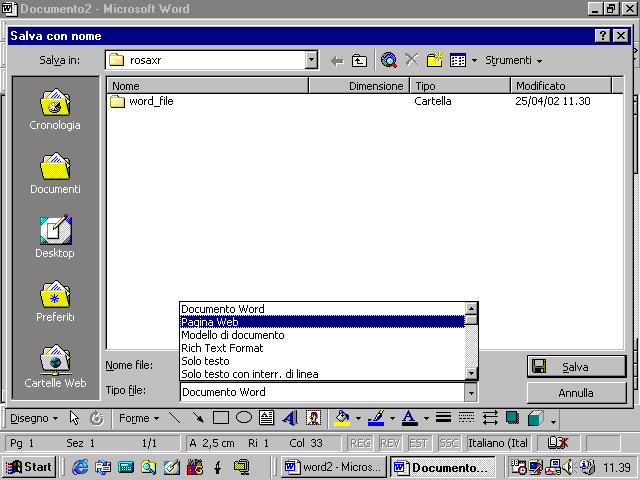 Documento2 - Microsoft Word
Salva con nome
Salva in: rosaxr Strumenti
Nome Dimensione Tipo Modificato
word_file Cartella 25/04/02 11.30
Cronologia
Documenti
Desktop
Preferiti
Cartelle Web
Documento Word
Pagina Web
Modello di documento
Rich Text Format
Solo testo
Solo testo con interr. di linea
Nome file:
Salva
Tipo file: Documento Word
Annulla
Disegno Forme
Pg 1 Sez 1 1/1 A 2,5 cm Ri 1 Col 33 REG REV EST SSC Italiano (Ital
Start word2 - Micros... Documento... 11.39